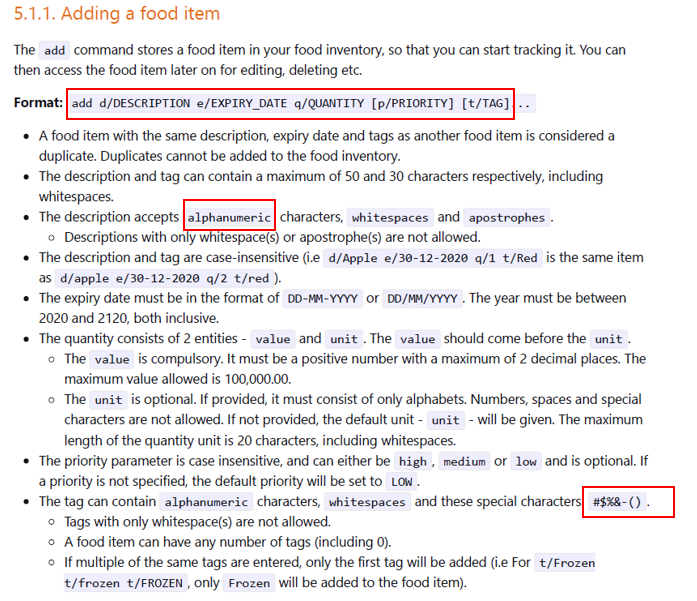 5.1.1. Adding a food item
The add command stores a food item in your food inventory, so that you can start tracking it. You can
then access the food item later on for editing, deleting etc.
Format: add d/DESCRIPTION e/EXPIRY_DATE q/QUANTITY [p/PRIORITY] [t/TAG]...
• A food item with the same description, expiry date and tags as another food item is considered a
duplicate. Duplicates cannot be added to the food inventory.
• The description and tag can contain a maximum of 50 and 30 characters respectively, including
whitespaces.
• The description accepts alphanumeric characters, whitespaces and apostrophes.
◦ Descriptions with only whitespace(s) or apostrophe(s) are not allowed.
• The description and tag are case-insensitive (i.e d/Apple e/30-12-2020 q/1 t/Red is the same item
as d/apple e/30-12-2020 q/2 t/red).
• The expiry date must be in the format of DD-MM-YYYY or DD/MM/YYYY. The year must be between
2020 and 2120, both inclusive.
• The quantity consists of 2 entities - value and unit. The value should come before the unit.
◦ The value is compulsory. It must be a positive number with a maximum of 2 decimal places. The
maximum value allowed is 100,000.00.
◦ The unit is optional. If provided, it must consist of only alphabets. Numbers, spaces and special
characters are not allowed. If not provided, the default unit - unit - will be given. The maximum
length of the quantity unit is 20 characters, including whitespaces.
• The priority parameter is case insensitive, and can either be high, medium or low and is optional. If
a priority is not specified, the default priority will be set to LOW.
• The tag can contain alphanumeric characters, whitespaces and these special characters #$%&-().
◦ Tags with only whitespace(s) are not allowed.
◦ A food item can have any number of tags (including 0).
◦ If multiple of the same tags are entered, only the first tag will be added (i.e For t/Frozen
t/frozen t/FROZEN, only Frozen will be added to the food item).